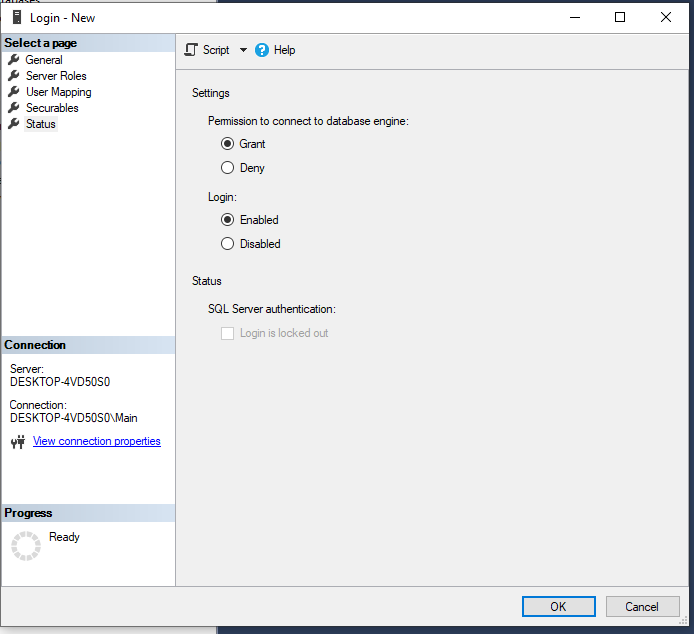 Login - New
Select a page
General
Server Roles
User Mapping
Securables
Status
Script
Help
Settings
Permission to connect to database engine:
Grant
Deny
Login:
Enabled
Disabled
Status
SQL Server authentication:
Login is locked out
Connection
Server:
DESKTOP-4VD50S0
Connection:
DESKTOP-4VD50S0\Main
View connection properties
Progress
Ready
OK
Cancel